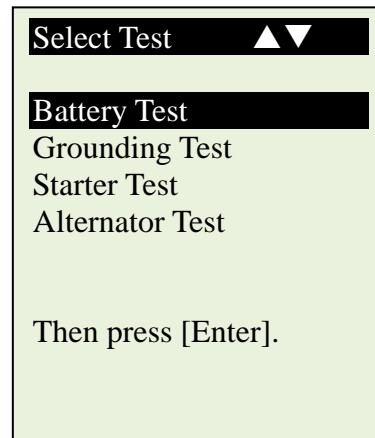 Select Test ▲▼
Battery Test
Grounding Test
Starter Test
Alternator Test
Then press [Enter].